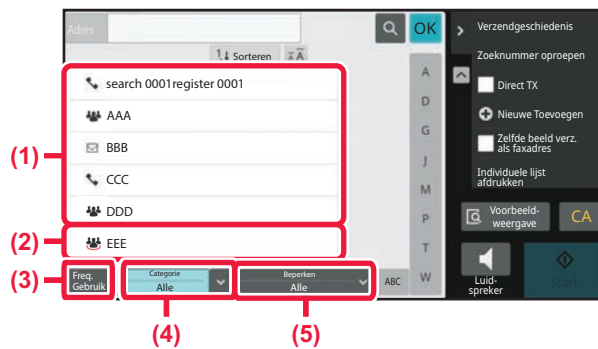 Adres
OK
Sorteren
A
search 0001register 0001
AAA
BBB
CCC
DDD
EEE
Freq.
Gebruik
Categorie
Alle
Beperken
Alle
ABC
A
D
G
J
M
P
T
W
Verzendgeschiedenis
Zoeknummer oproepen
Direct TX
Nieuwe Toevoegen
Zelfde beeld verz.
als faxadres
Individuele lijst
afdrukken
Voorbeeld-
weergave
CA
Luid-
spreker
Start
(1)
(2)
(3)
(4)
(5)